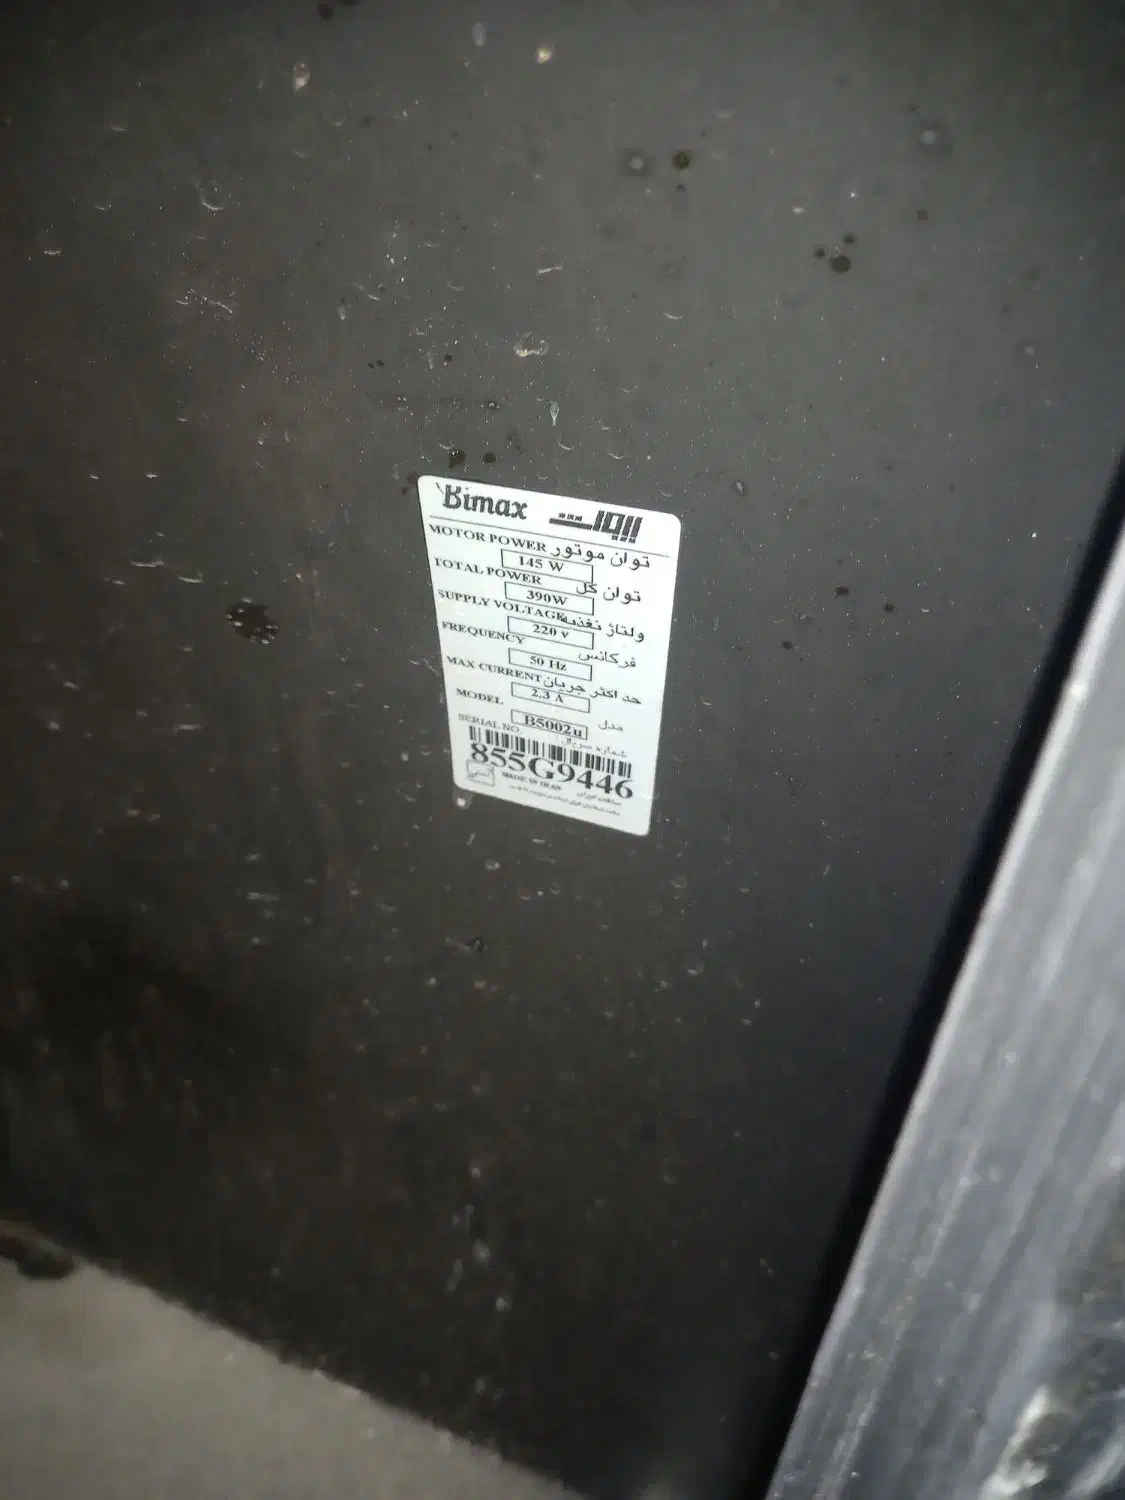 Bimax بیمکث
MOTOR POWER توان موتور
145 W
TOTAL POWER توان کل
390W
SUPPLY VOLTAGE ولتاژ تغذیه
220 v
FREQUENCY فرکانس
50 Hz
MAX CURRENT حد اکثر جریان
2.3 A
MODEL مدل
B5002u
SERIAL NO. شماره سریال
855G9446
MADE IN IRAN ساخت ایران